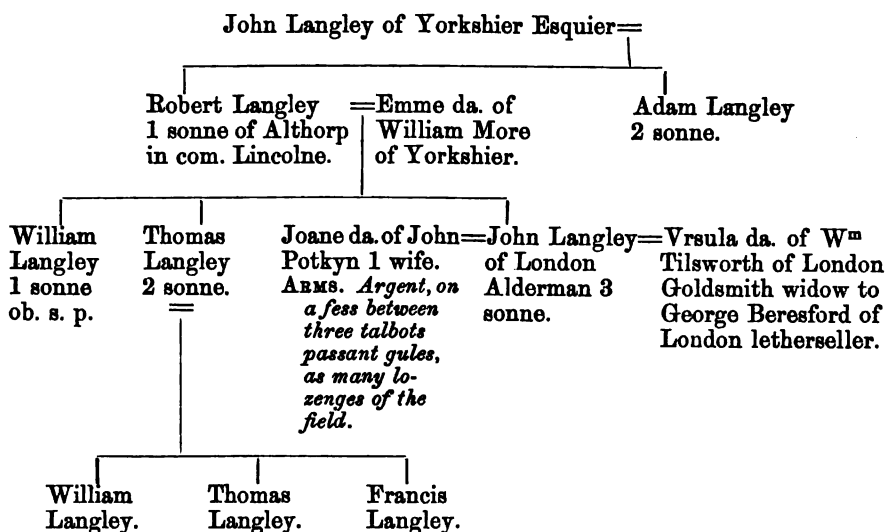 John Langley of Yorkshier Esquier=
Robert Langley
1 sonne of Althorp
in com. Lincolne.
=Emme da. of
William More
of Yorkshier.
Adam Langley
2 sonne.
William
Langley
1 sonne
ob. s. p.
Thomas
Langley
2 sonne.
=
Joane da. of John=
Potkyn 1 wife.
ARMS. Argent, on
a fess between
three talbots
passant gules,
as many lo-
zenges of the
field.
John Langley=
of London
Alderman 3
sonne.
Vrsula da. of Wm
Tilsworth of London
Goldsmith widow to
George Beresford of
London letherseller.
William
Langley.
Thomas
Langley.
Francis
Langley.